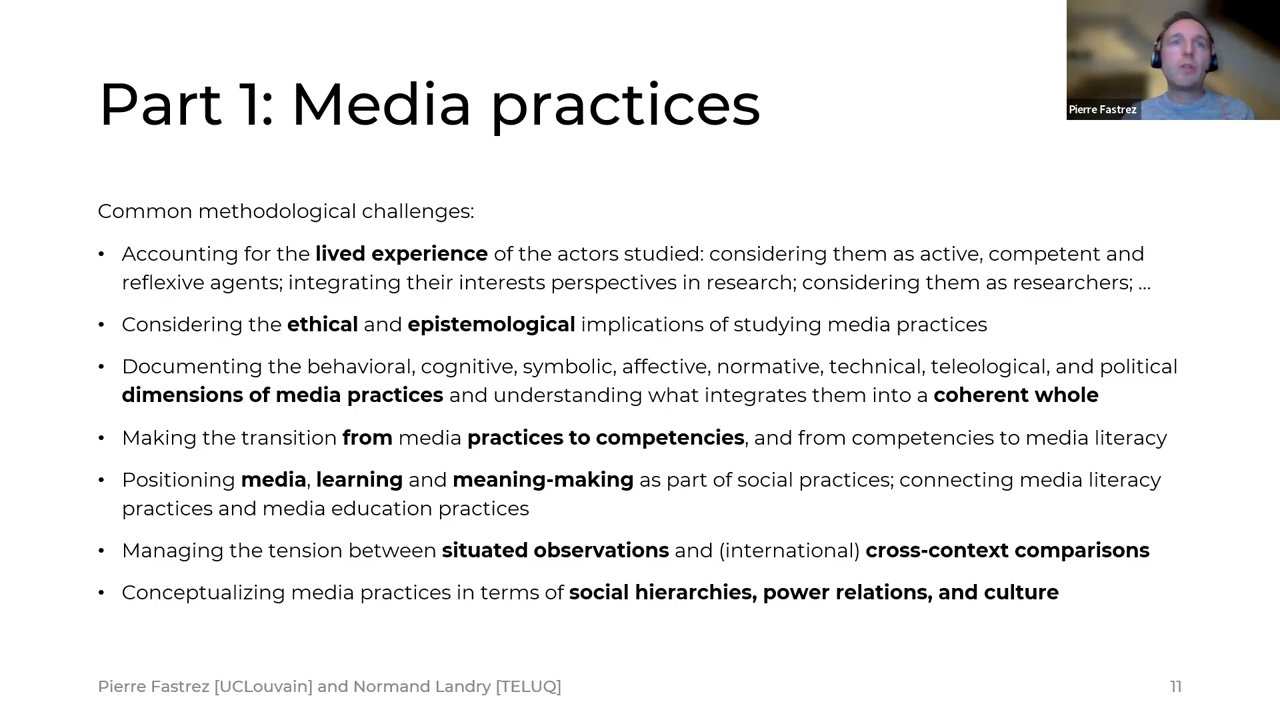 Part 1: Media practices
Pierre Fastrez
Common methodological challenges:
• Accounting for the lived experience of the actors studied: considering them as active, competent and
reflexive agents; integrating their interests perspectives in research; considering them as researchers; ...
• Considering the ethical and epistemological implications of studying media practices
• Documenting the behavioral, cognitive, symbolic, affective, normative, technical, teleological, and political
dimensions of media practices and understanding what integrates them into a coherent whole
• Making the transition from media practices to competencies, and from competencies to media literacy
• Positioning media, learning and meaning-making as part of social practices; connecting media literacy
practices and media education practices
• Managing the tension between situated observations and (international) cross-context comparisons
• Conceptualizing media practices in terms of social hierarchies, power relations, and culture
Pierre Fastrez [UCLouvain] and Normand Landry [TELUQ]
11